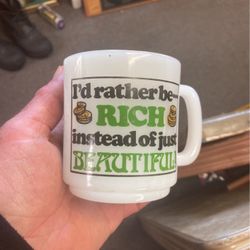 I'd rather be—
RICH
instead of just
BEAUTIFUL!